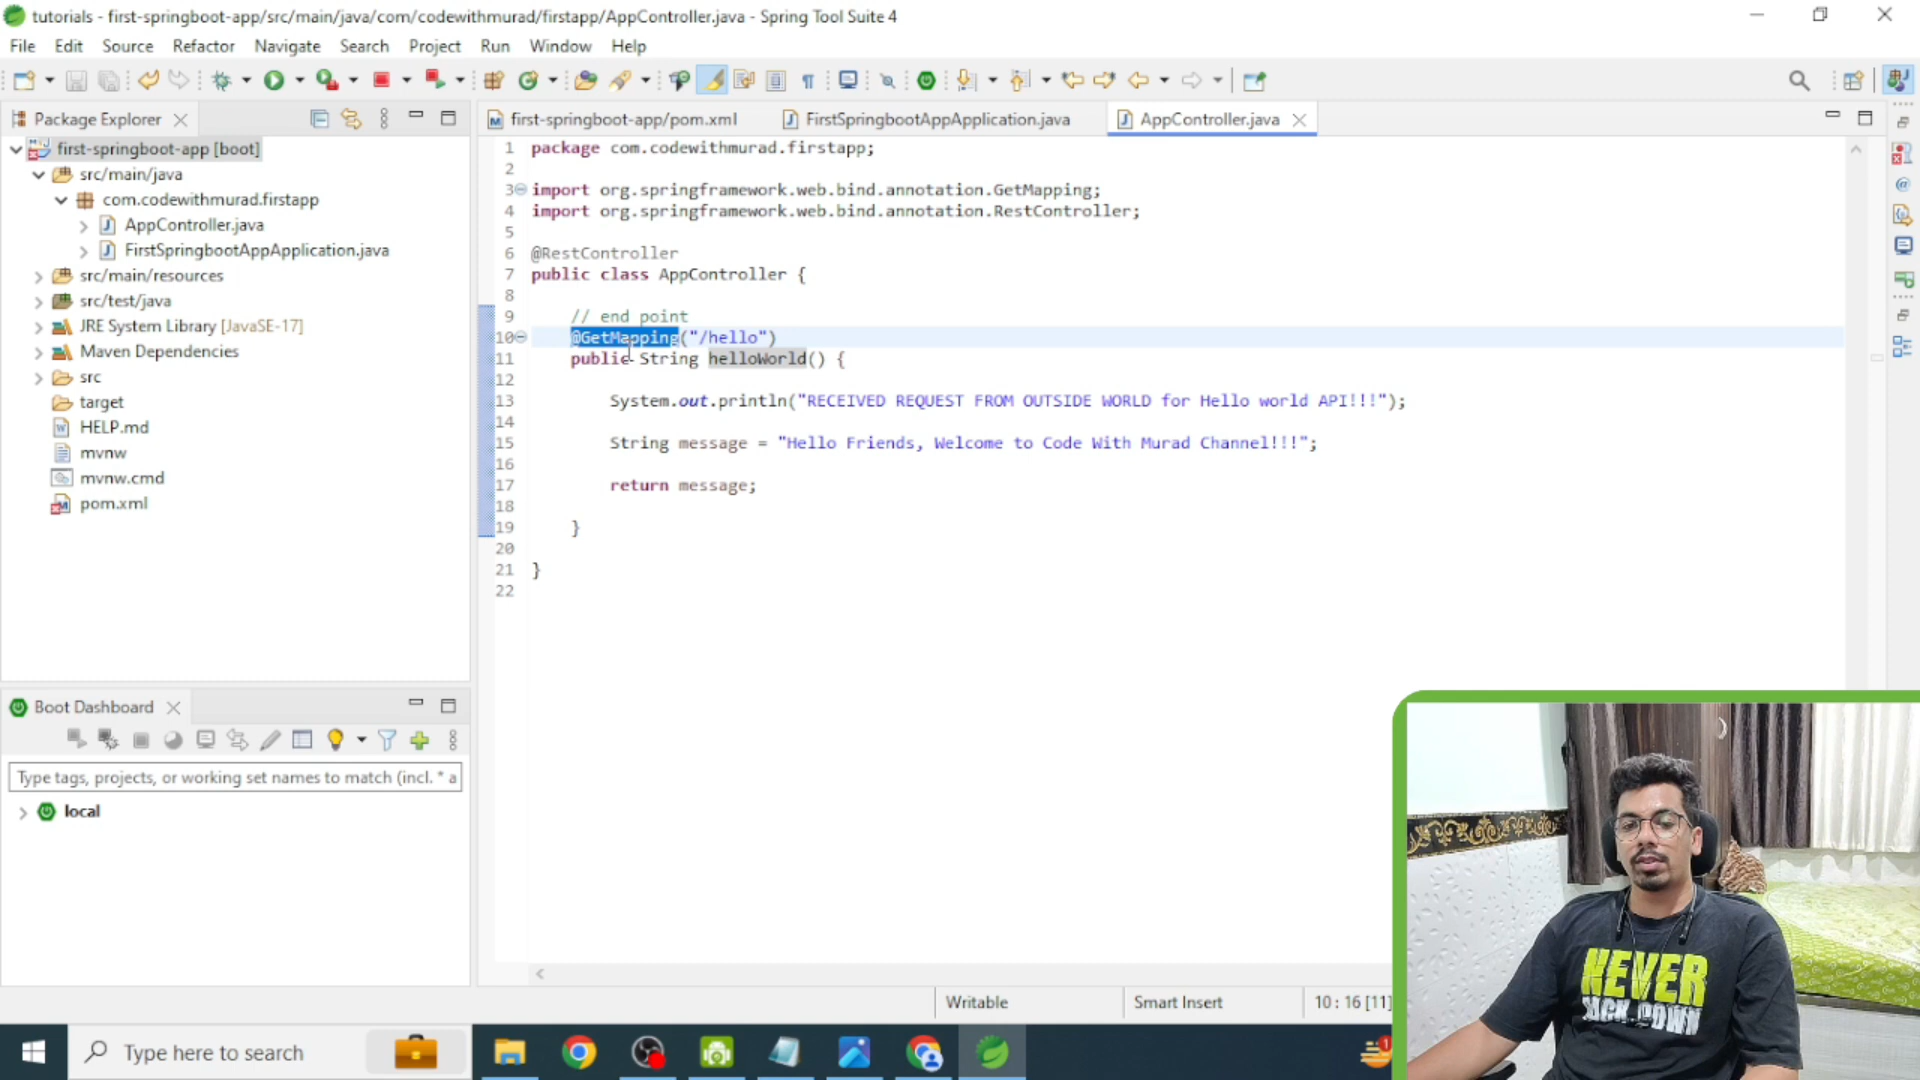 tutorials - first-springboot-app/src/main/java/com/codewithmurad/firstapp/AppController.java - Spring Tool Suite 4
File Edit Source Refactor Navigate Search Project Run Window Help
Package Explorer
first-springboot-app [boot]
src/main/java
com.codewithmurad.firstapp
AppController.java
FirstSpringbootAppApplication.java
src/main/resources
src/test/java
JRE System Library [JavaSE-17]
Maven Dependencies
src
target
HELP.md
mvnw
mvnw.cmd
pom.xml
first-springboot-app/pom.xml FirstSpringbootAppApplication.java AppController.java
1 package com.codewithmurad.firstapp;
2
3 import org.springframework.web.bind.annotation.GetMapping;
4 import org.springframework.web.bind.annotation.RestController;
5
6 @RestController
7 public class AppController {
8
9 // end point
10 @GetMapping("/hello")
11 public String helloWorld() {
12
13 System.out.println("RECEIVED REQUEST FROM OUTSIDE WORLD for Hello world API!!!");
14
15 String message = "Hello Friends, Welcome to Code With Murad Channel!!!";
16
17 return message;
18
19 }
20
21 }
22
Boot Dashboard
Type tags, projects, or working set names to match (incl. * a
local
Writable Smart Insert 10 : 16 [11]
Type here to search
1
NEVER
BACK DOWN